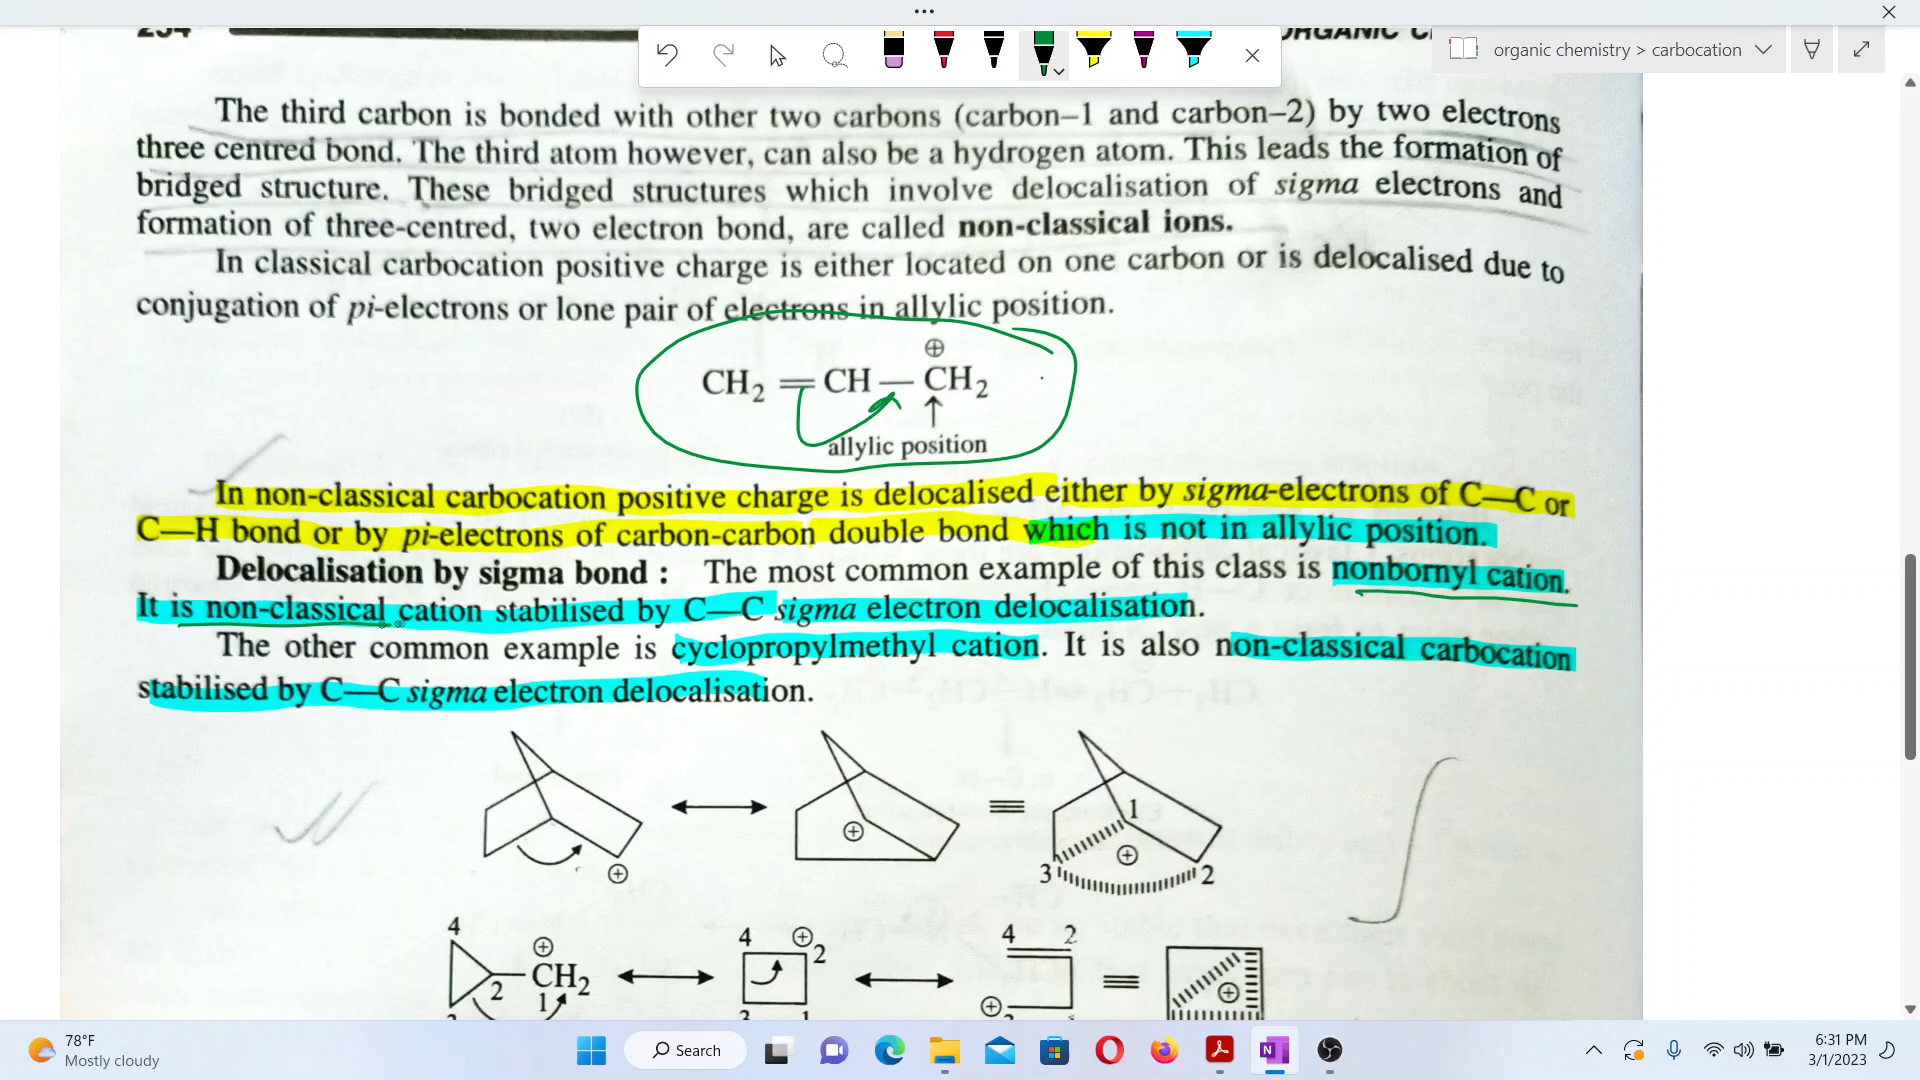 234
ORGANIC C
organic chemistry > carbocation
The third carbon is bonded with other two carbons (carbon–1 and carbon–2) by two electrons
three centred bond. The third atom however, can also be a hydrogen atom. This leads the formation of
bridged structure. These bridged structures which involve delocalisation of sigma electrons and
formation of three-centred, two electron bond, are called non-classical ions.
In classical carbocation positive charge is either located on one carbon or is delocalised due to
conjugation of pi-electrons or lone pair of electrons in allylic position.
⊕
CH₂ = CH — CH₂
↑
allylic position
In non-classical carbocation positive charge is delocalised either by sigma-electrons of C—C or
C—H bond or by pi-electrons of carbon-carbon double bond which is not in allylic position.
Delocalisation by sigma bond : The most common example of this class is nonbornyl cation.
It is non-classical cation stabilised by C—C sigma electron delocalisation.
The other common example is cyclopropylmethyl cation. It is also non-classical carbocation
stabilised by C—C sigma electron delocalisation.
⊕ ↔ ⊕ ≡ 1 ⊕ 3 2
4 ⊕ 4 ⊕ 2 4 2
CH₂ 2 1 ↔ ↔ ⊕ ≡ ⊕
78°F
Mostly cloudy
Search
6:31 PM
3/1/2023